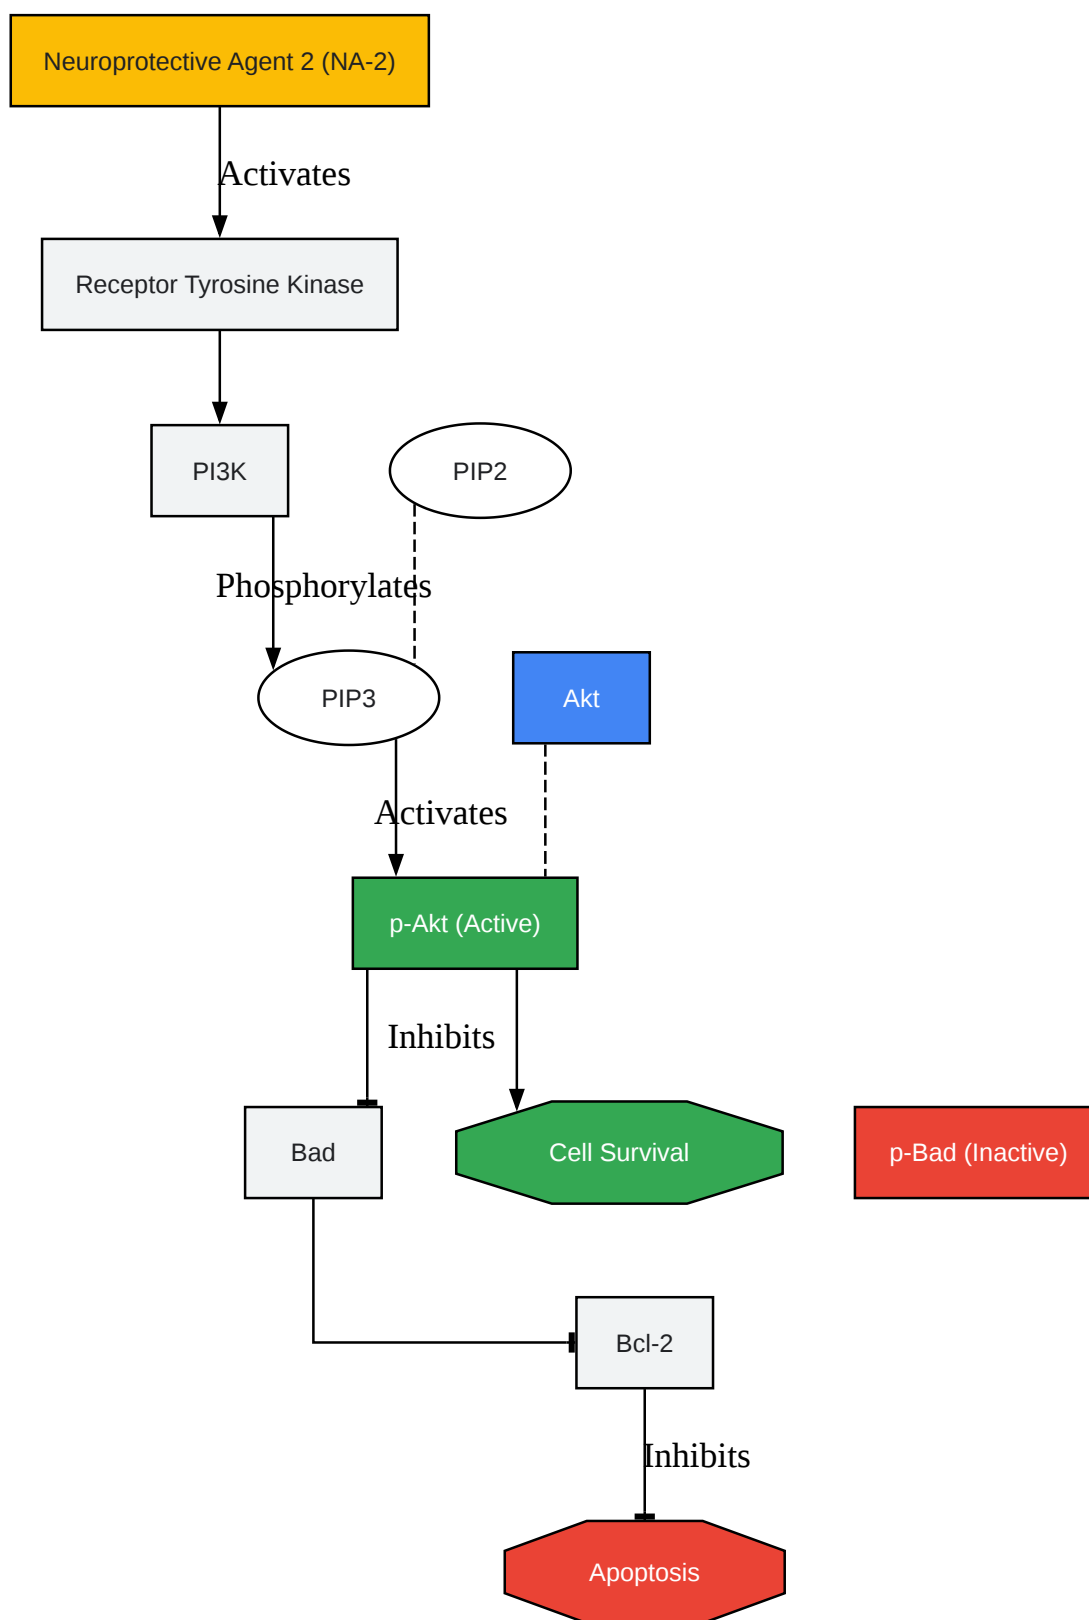 Neuroprotective Agent 2 (NA-2)
Activates
Receptor Tyrosine Kinase
PI3K
PIP2
Phosphorylates
PIP3
Akt
Activates
p-Akt (Active)
Inhibits
Bad
Cell Survival
p-Bad (Inactive)
Bcl-2
Inhibits
Apoptosis